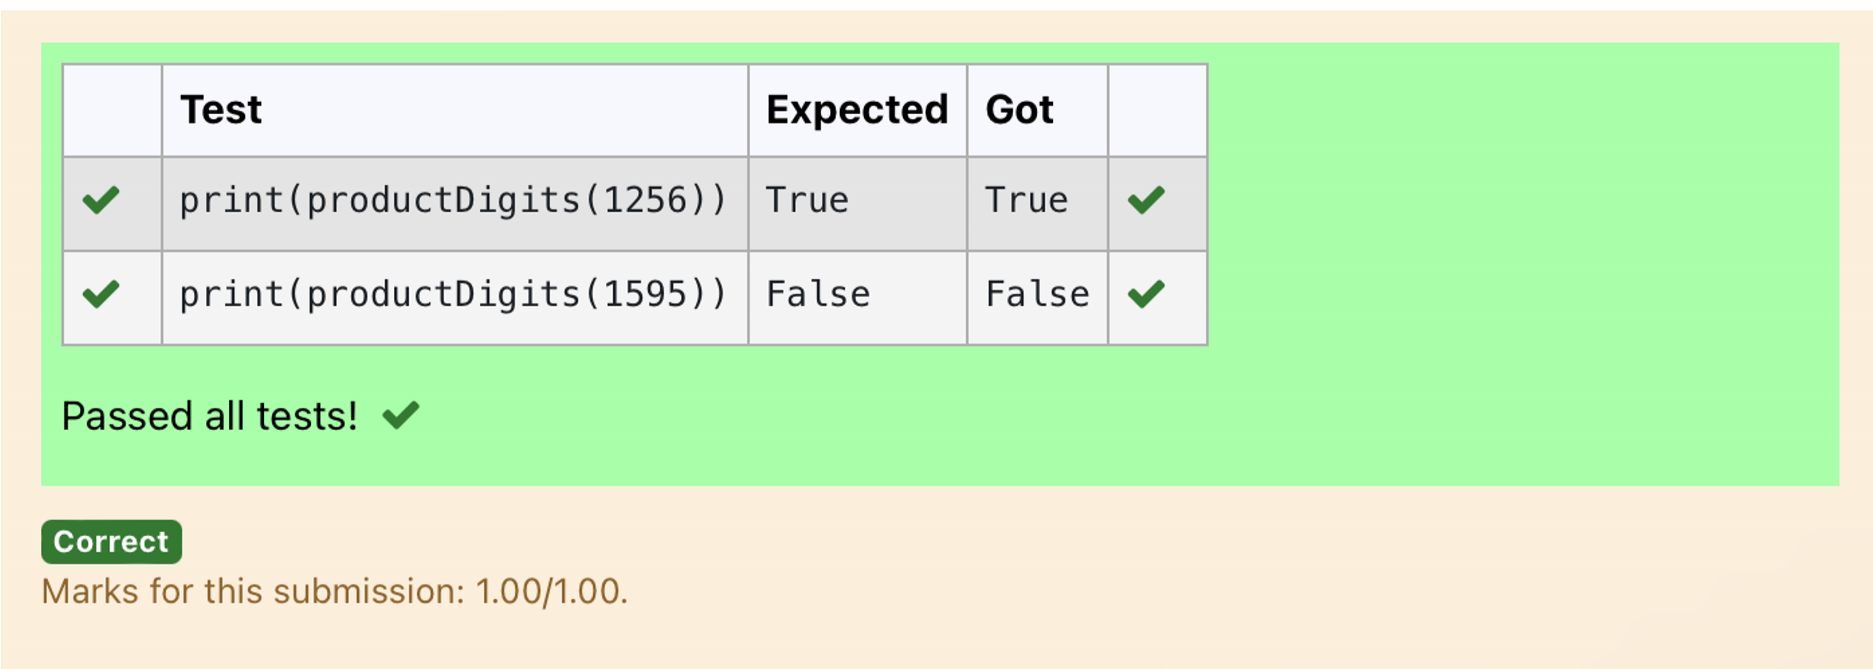 Test Expected Got
print(productDigits(1256)) True True
print(productDigits(1595)) False False
Passed all tests!
Correct
Marks for this submission: 1.00/1.00.